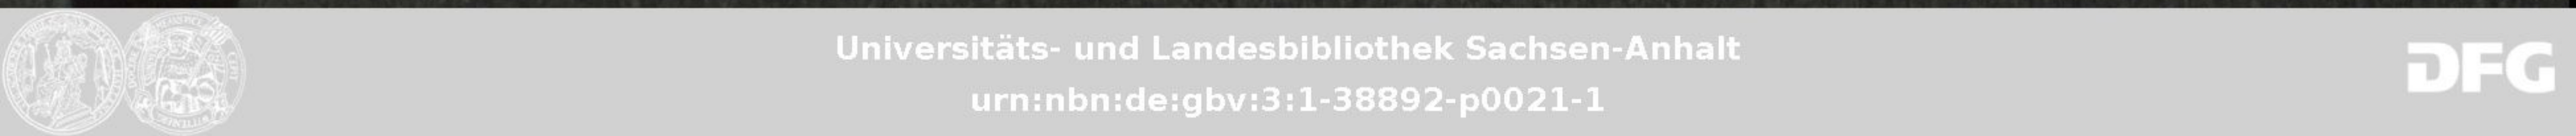 Universitäts- und Landesbibliothek Sachsen-Anhalt
urn:nbn:de:gbv:3:1-38892-p0021-1
DFG